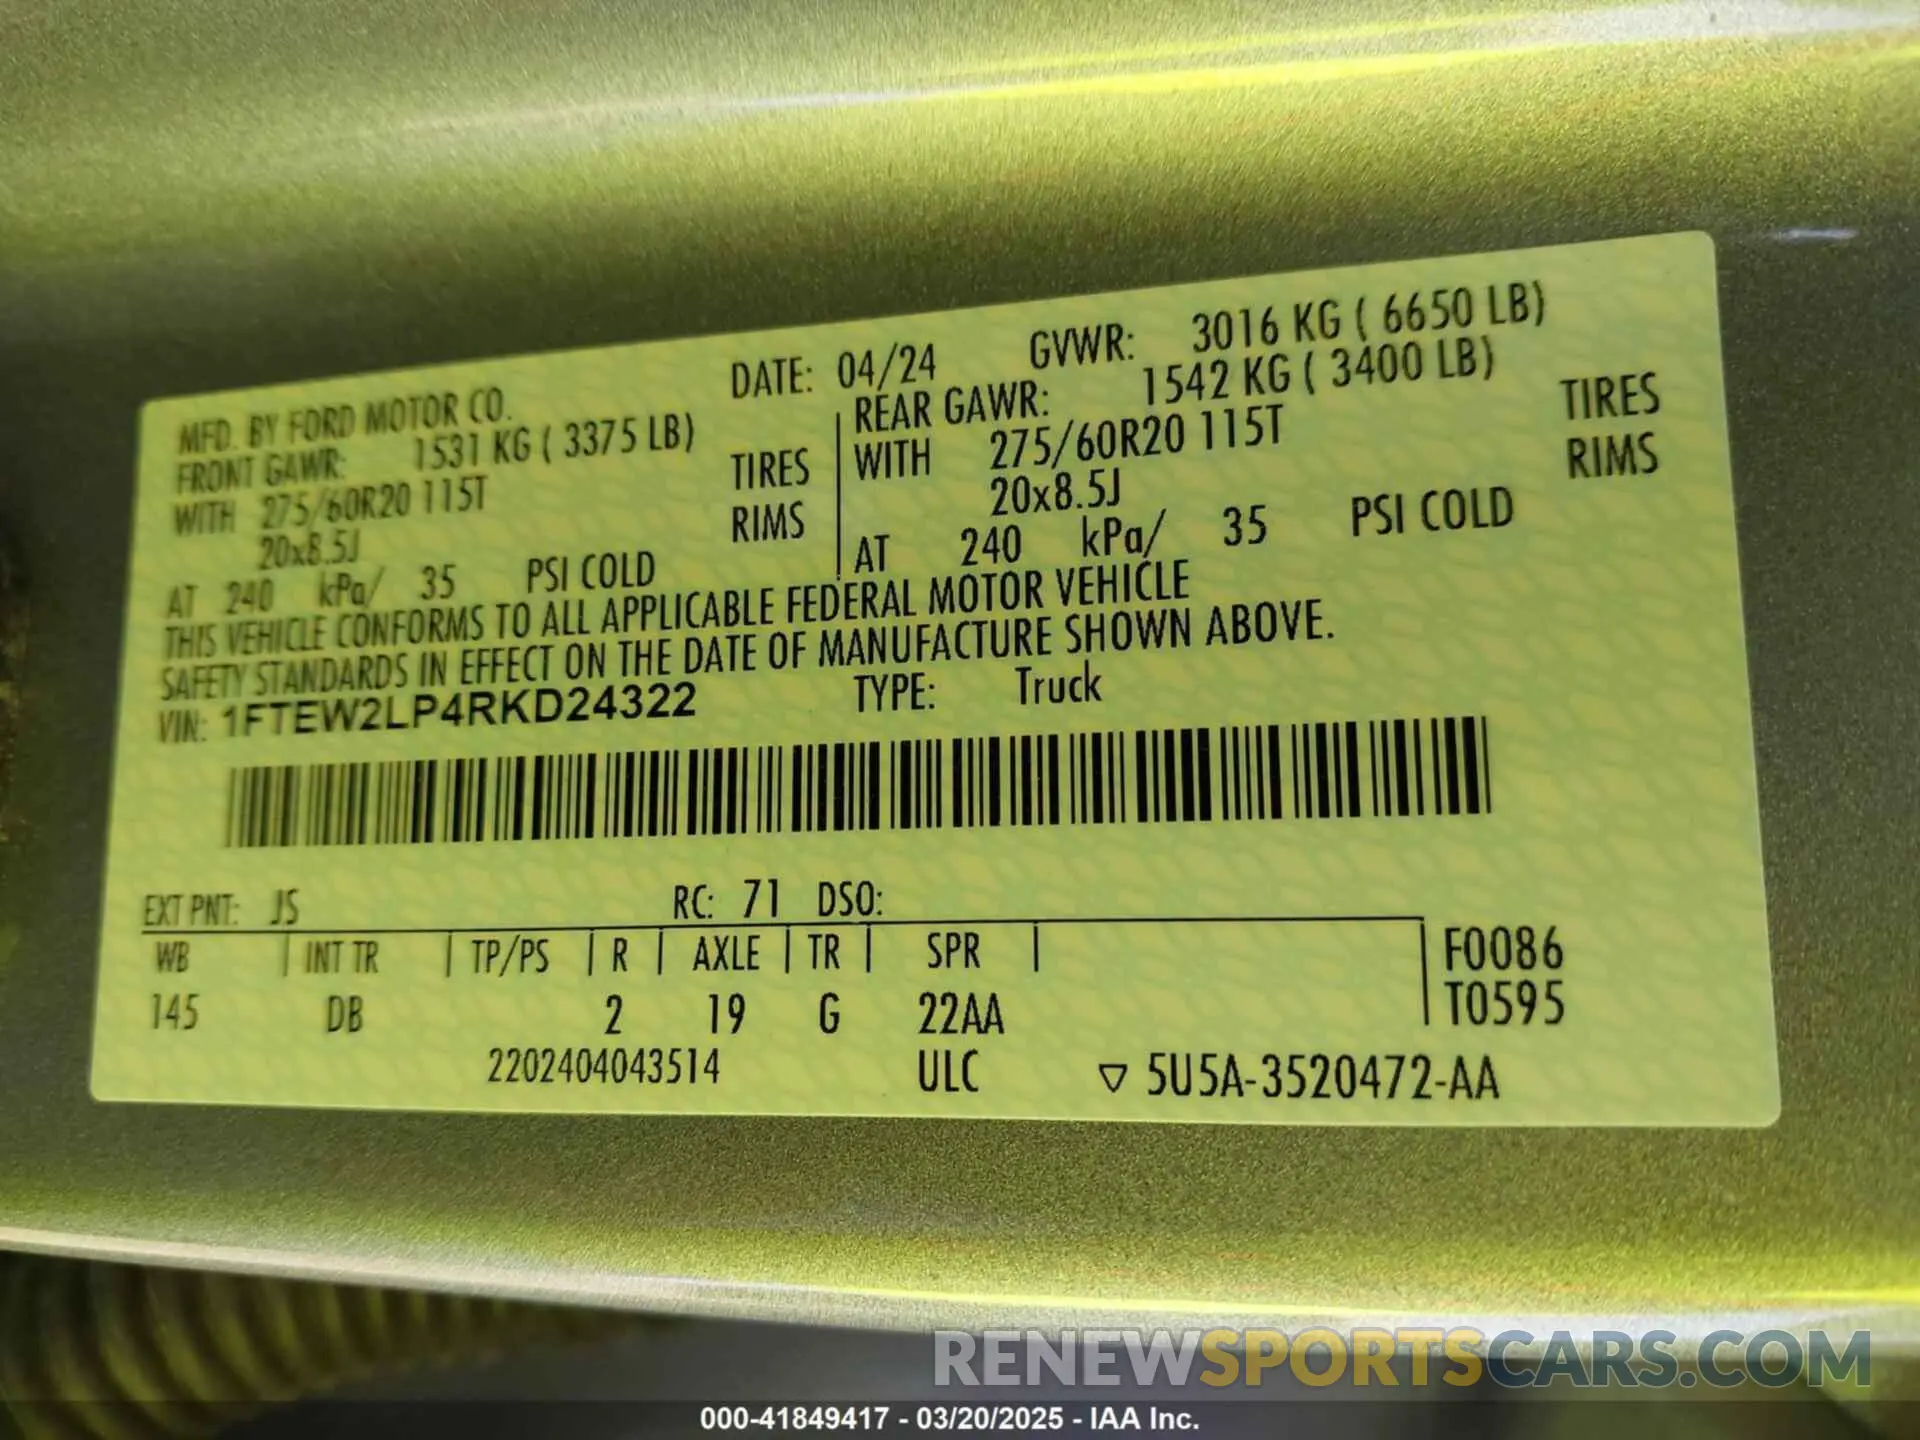 MFD. BY FORD MOTOR CO. DATE: 04/24 GVWR: 3016 KG ( 6650 LB)
FRONT GAWR: 1531 KG ( 3375 LB)
WITH 275/60R20 115T TIRES
20x8.5J RIMS
AT 240 kPa/ 35 PSI COLD
REAR GAWR: 1542 KG ( 3400 LB)
WITH 275/60R20 115T TIRES
20x8.5J RIMS
AT 240 kPa/ 35 PSI COLD
THIS VEHICLE CONFORMS TO ALL APPLICABLE FEDERAL MOTOR VEHICLE
SAFETY STANDARDS IN EFFECT ON THE DATE OF MANUFACTURE SHOWN ABOVE.
VIN: 1FTEW2LP4RKD24322 TYPE: Truck
EXT PNT: JS RC: 71 DSO:
WB INT TR TP/PS R AXLE TR SPR
145 DB 2 19 G 22AA
F0086
T0595
2202404043514 ULC ▽ 5U5A-3520472-AA
RENEWSPORTSCARS.COM
000-41849417 - 03/20/2025 - IAA Inc.